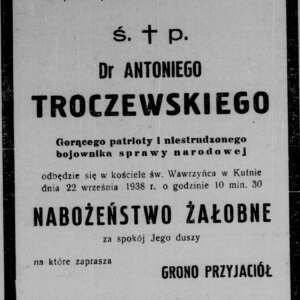 ś. † p.
Dr ANTONIEGO
TROCZEWSKIEGO
Gorącego patrioty i niestrudzonego
bojownika sprawy narodowej
odbędzie się w kościele św. Wawrzyńca w Kutnie
dnia 22 września 1938 r. o godzinie 10 min. 30
NABOŻEŃSTWO ŻAŁOBNE
za spokój Jego duszy
na które zaprasza
GRONO PRZYJACIÓŁ